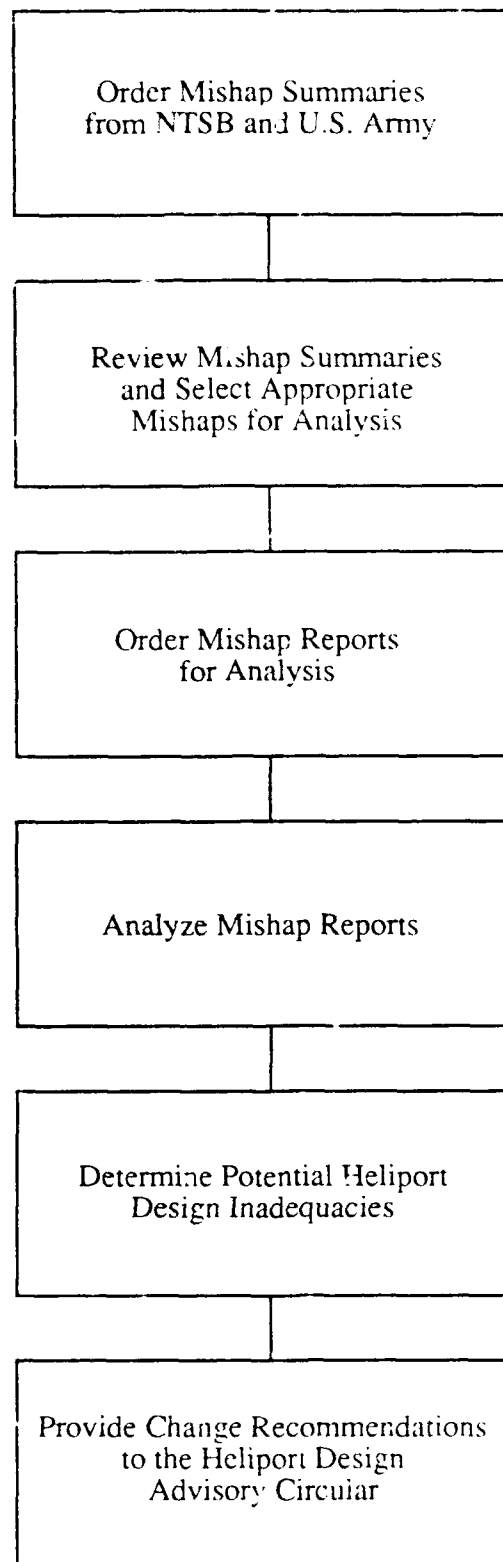 Order Mishap Summaries
from NTSB and U.S. Army
Review Mishap Summaries
and Select Appropriate
Mishaps for Analysis
Order Mishap Reports
for Analysis
Analyze Mishap Reports
Determine Potential Heliport
Design Inadequacies
Provide Change Recommendations
to the Heliport Design
Advisory Circular